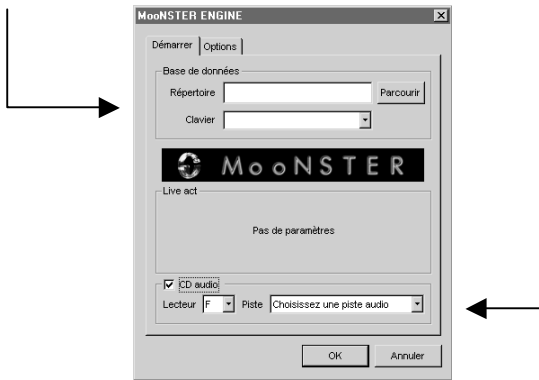 MooNSTER ENGINE
Démarrer Options
Base de données
Répertoire Parcourir
Clavier
MooNSTER
Live act
Pas de paramètres
CD audio
Lecteur F Piste Choisissez une piste audio
OK Annuler